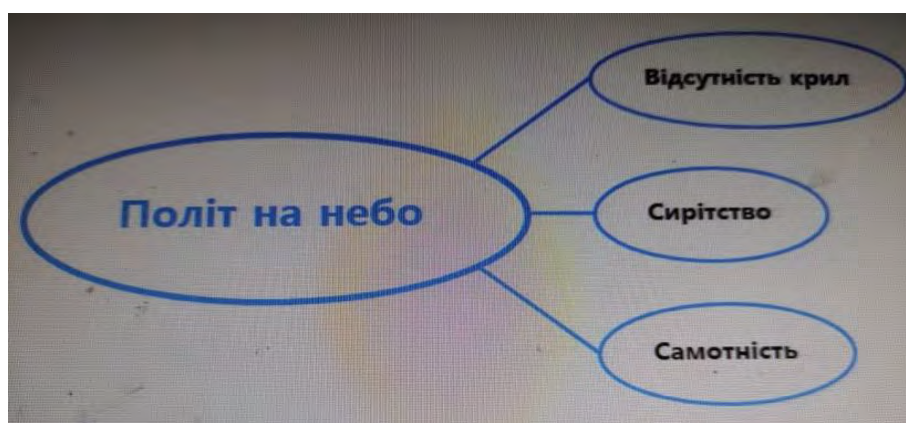 Політ на небо
Відсутність крил
Сирітство
Самотність